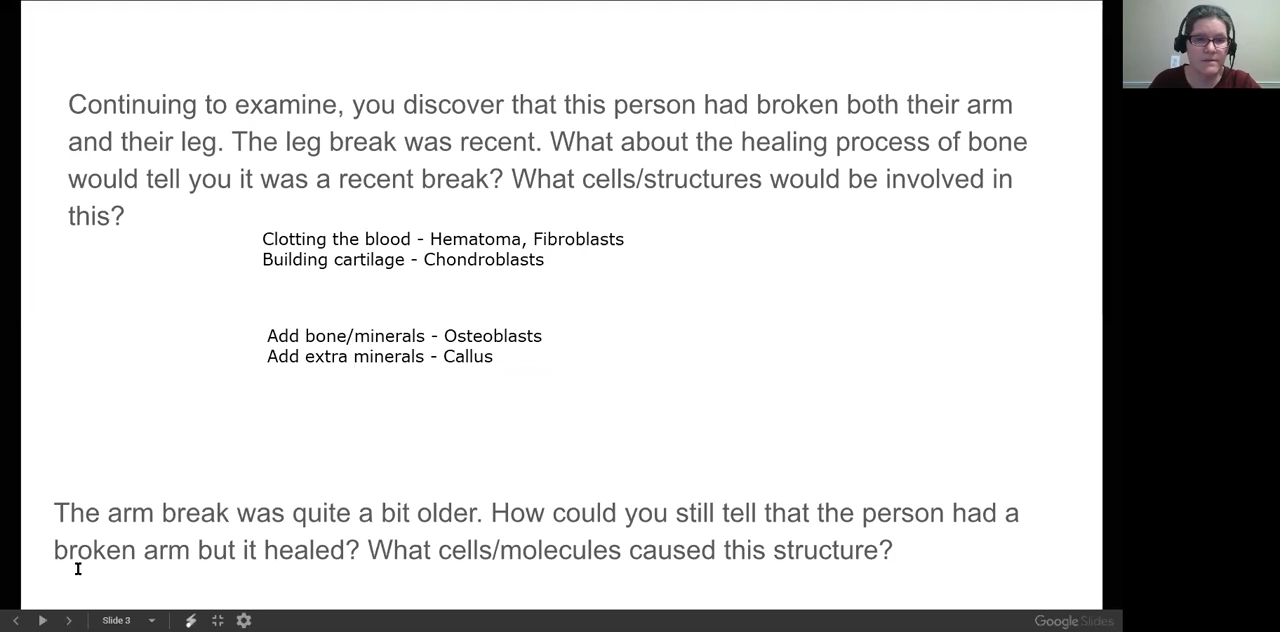 Continuing to examine, you discover that this person had broken both their arm
and their leg. The leg break was recent. What about the healing process of bone
would tell you it was a recent break? What cells/structures would be involved in
this?
Clotting the blood - Hematoma, Fibroblasts
Building cartilage - Chondroblasts
Add bone/minerals - Osteoblasts
Add extra minerals - Callus
The arm break was quite a bit older. How could you still tell that the person had a
broken arm but it healed? What cells/molecules caused this structure?
Slide 3
Google Slides